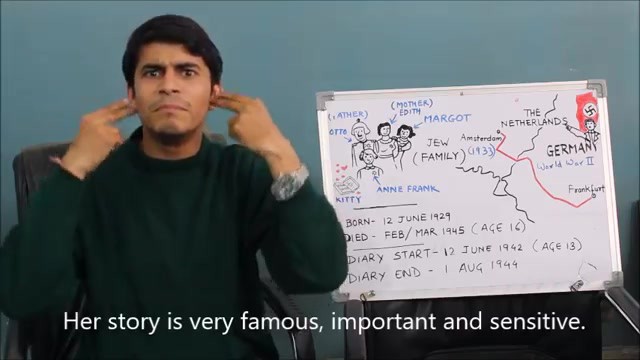 (FATHER)
OTTO
(MOTHER)
EDITH
MARGOT
JEW
(FAMILY)
ANNE FRANK
KITTY
THE
NETHERLANDS
Amsterdam
(1933)
GERMANY
World War II
Frankfurt
BORN- 12 JUNE 1929
DIED - FEB/MAR 1945 (AGE 16)
DIARY START- 12 JUNE 1942 (AGE 13)
DIARY END - 1 AUG 1944
Her story is very famous, important and sensitive.